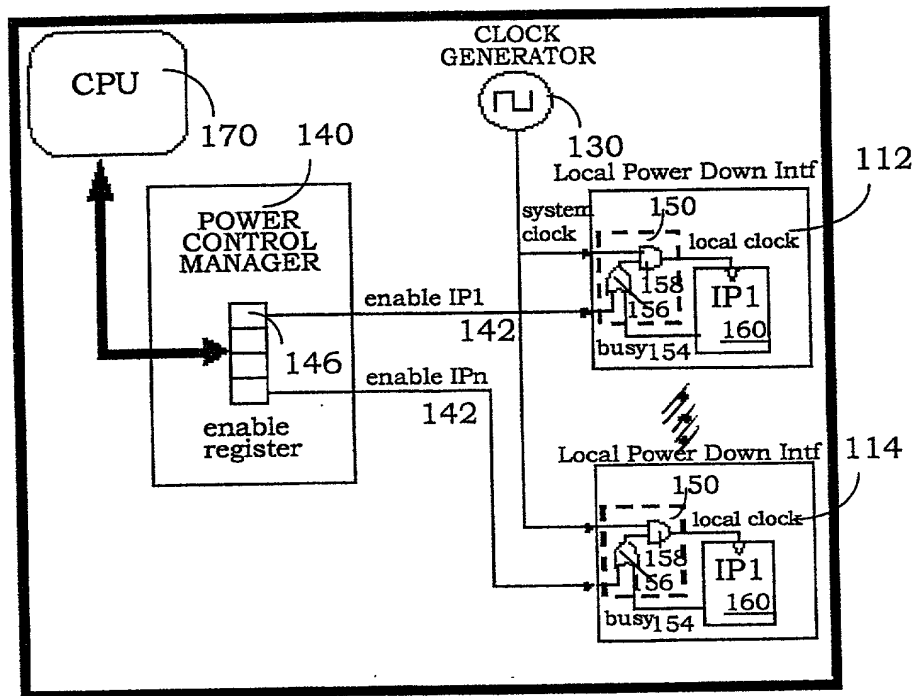 CPU
170
CLOCK
GENERATOR
130
140
POWER
CONTROL
MANAGER
146
enable
register
enable IP1
142
enable IPn
142
Local Power Down Intf
112
system
clock
150
local clock
158
156
IP1
160
busy 154
Local Power Down Intf
114
150
local clock
158
156
IP1
160
busy 154